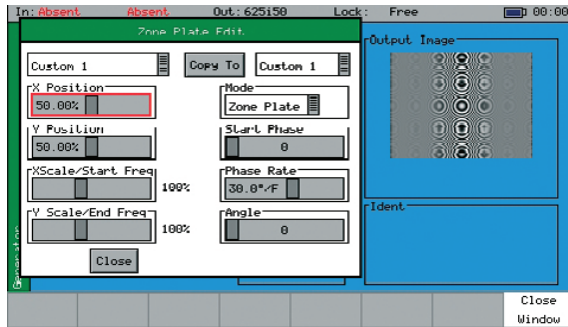 In: Absent Absent Out: 625i50 Lock: Free 00:00
Zone Plate Edit
Custom 1 Copy To Custom 1
X Position
50.00%
Mode
Zone Plate
Y Position
50.00%
Start Phase
0
XScale/Start Freq
100%
Phase Rate
30.0°/F
Y Scale/End Freq
100%
Angle
0
Close
Output Image
Ident
Generator
Close
Window